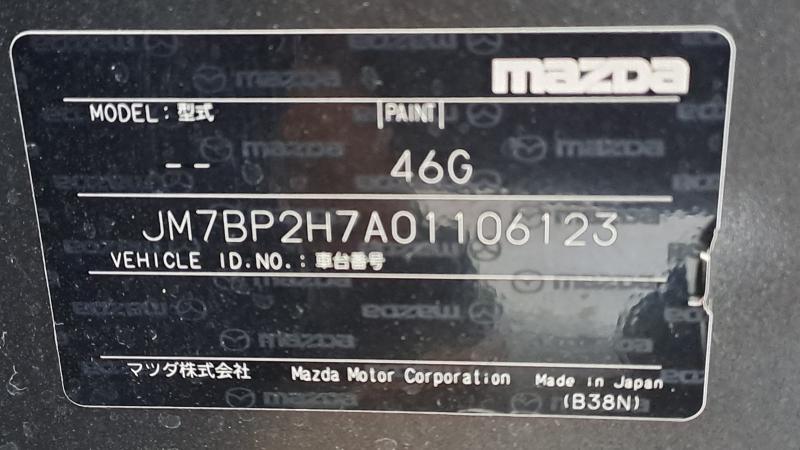 mazda
MODEL: 型式 |PAINT|
-- 46G
JM7BP2H7A01106123
VEHICLE ID.NO.: 車台番号
マツダ株式会社 Mazda Motor Corporation Made in Japan
(B38N)